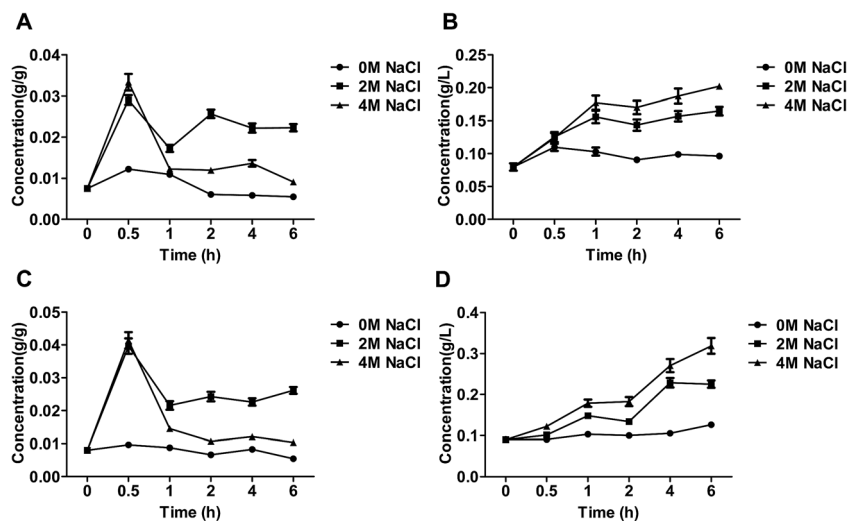 A
0.04
0.03
0.02
0.01
0.00
Concentration(g/g)
0 0.5 1 2 4 6
Time (h)
0M NaCl
2M NaCl
4M NaCl
B
0.25
0.20
0.15
0.10
0.05
0.00
Concentration(g/L)
0 0.5 1 2 4 6
Time (h)
0M NaCl
2M NaCl
4M NaCl
C
0.05
0.04
0.03
0.02
0.01
0.00
Concentration(g/g)
0 0.5 1 2 4 6
Time (h)
0M NaCl
2M NaCl
4M NaCl
D
0.4
0.3
0.2
0.1
0.0
Concentration(g/L)
0 0.5 1 2 4 6
Time (h)
0M NaCl
2M NaCl
4M NaCl